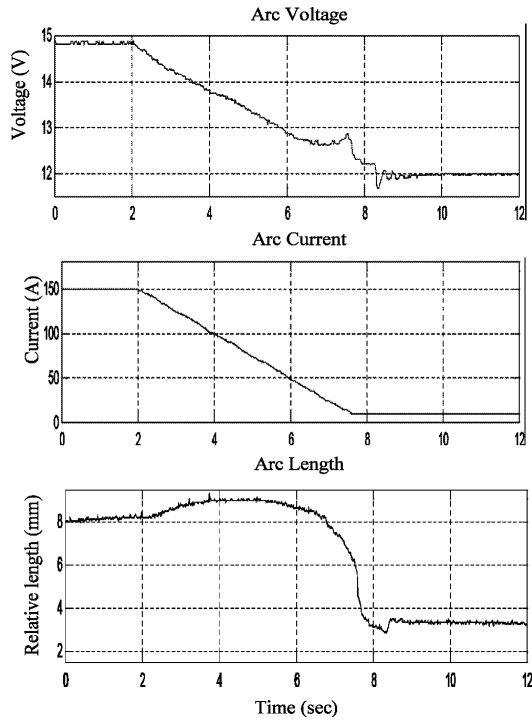 Arc Voltage
15
14
13
12
Voltage (V)
0 2 4 6 8 10 12
Arc Current
150
100
50
0
Current (A)
0 2 4 6 8 10 12
Arc Length
8
6
4
2
Relative length (mm)
0 2 4 6 8 10 12
Time (sec)